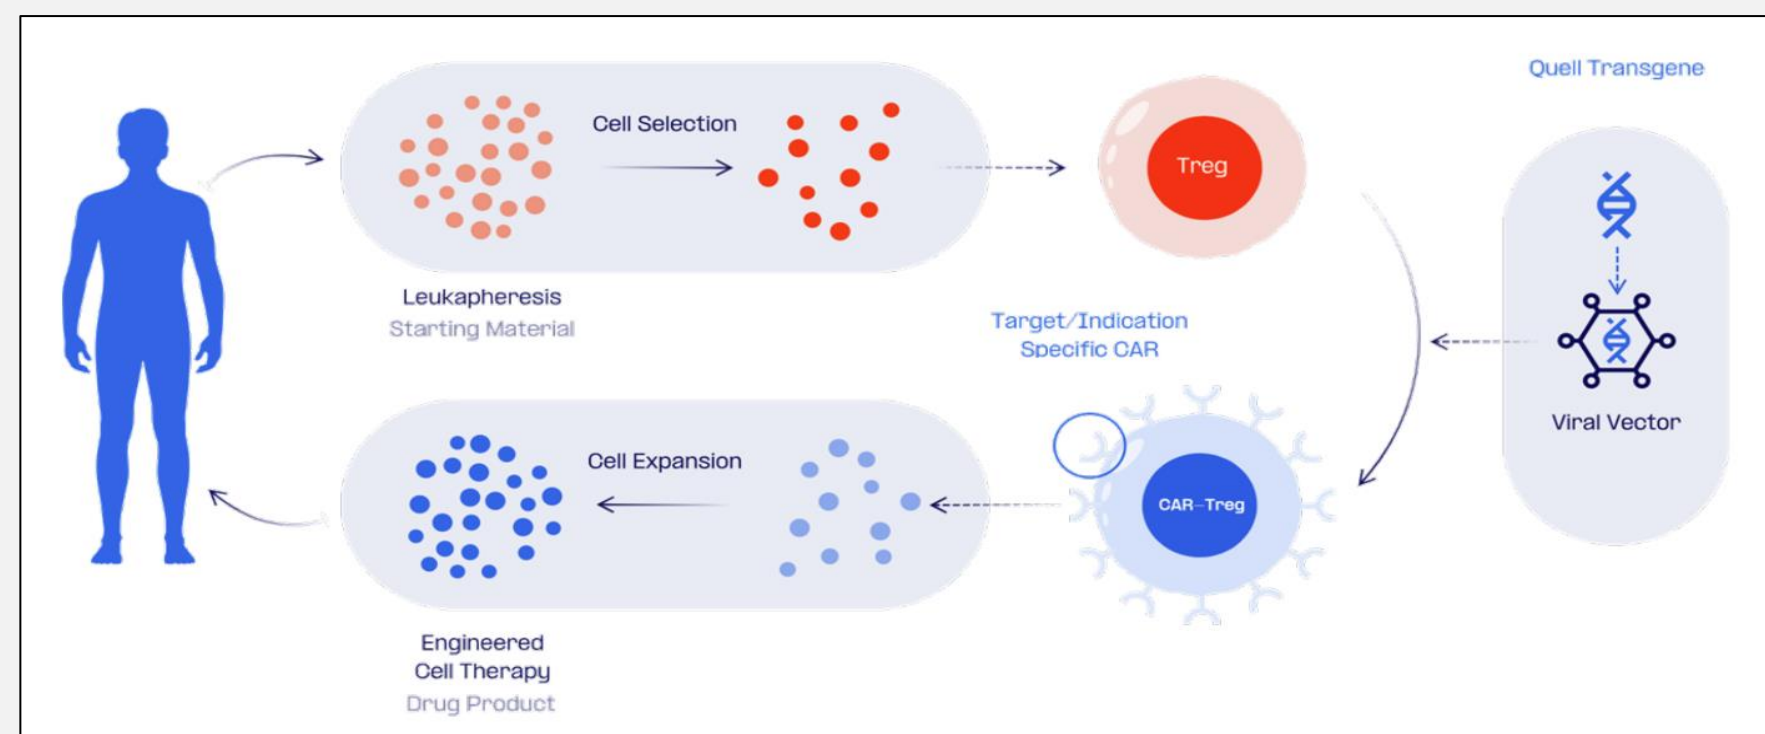 Quell Transgene
Cell Selection
Treg
Leukapheresis
Starting Material
Target/Indication
Specific CAR
Viral Vector
Cell Expansion
CAR-Treg
Engineered
Cell Therapy
Drug Product